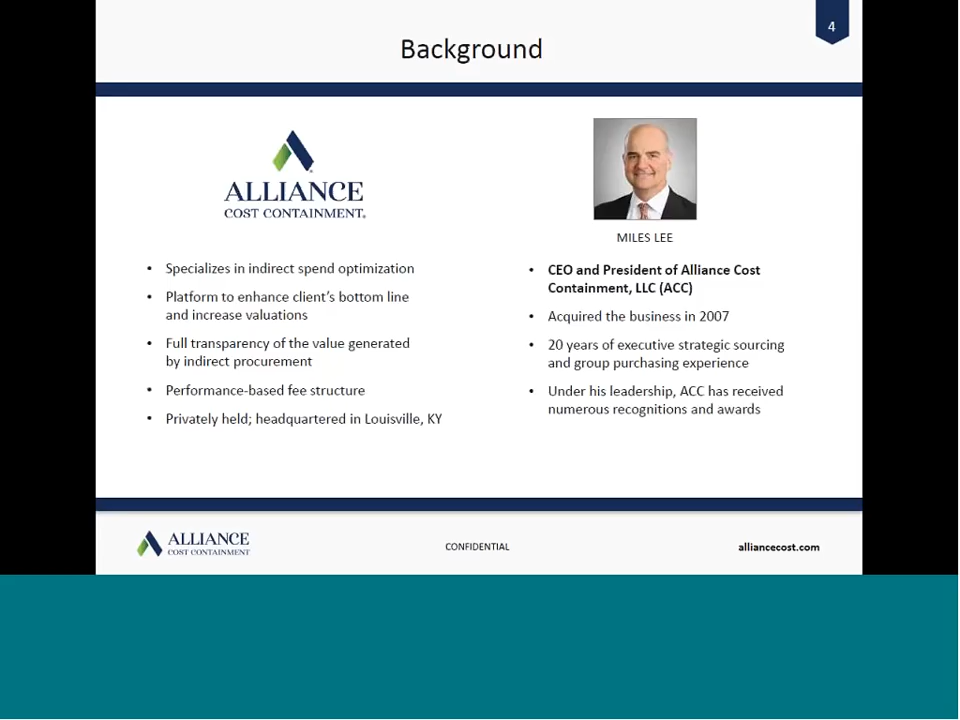 4
Background
ALLIANCE
COST CONTAINMENT.
• Specializes in indirect spend optimization
• Platform to enhance client's bottom line
and increase valuations
• Full transparency of the value generated
by indirect procurement
• Performance-based fee structure
• Privately held; headquartered in Louisville, KY
MILES LEE
• CEO and President of Alliance Cost
Containment, LLC (ACC)
• Acquired the business in 2007
• 20 years of executive strategic sourcing
and group purchasing experience
• Under his leadership, ACC has received
numerous recognitions and awards
ALLIANCE
COST CONTAINMENT
CONFIDENTIAL
alliancecost.com